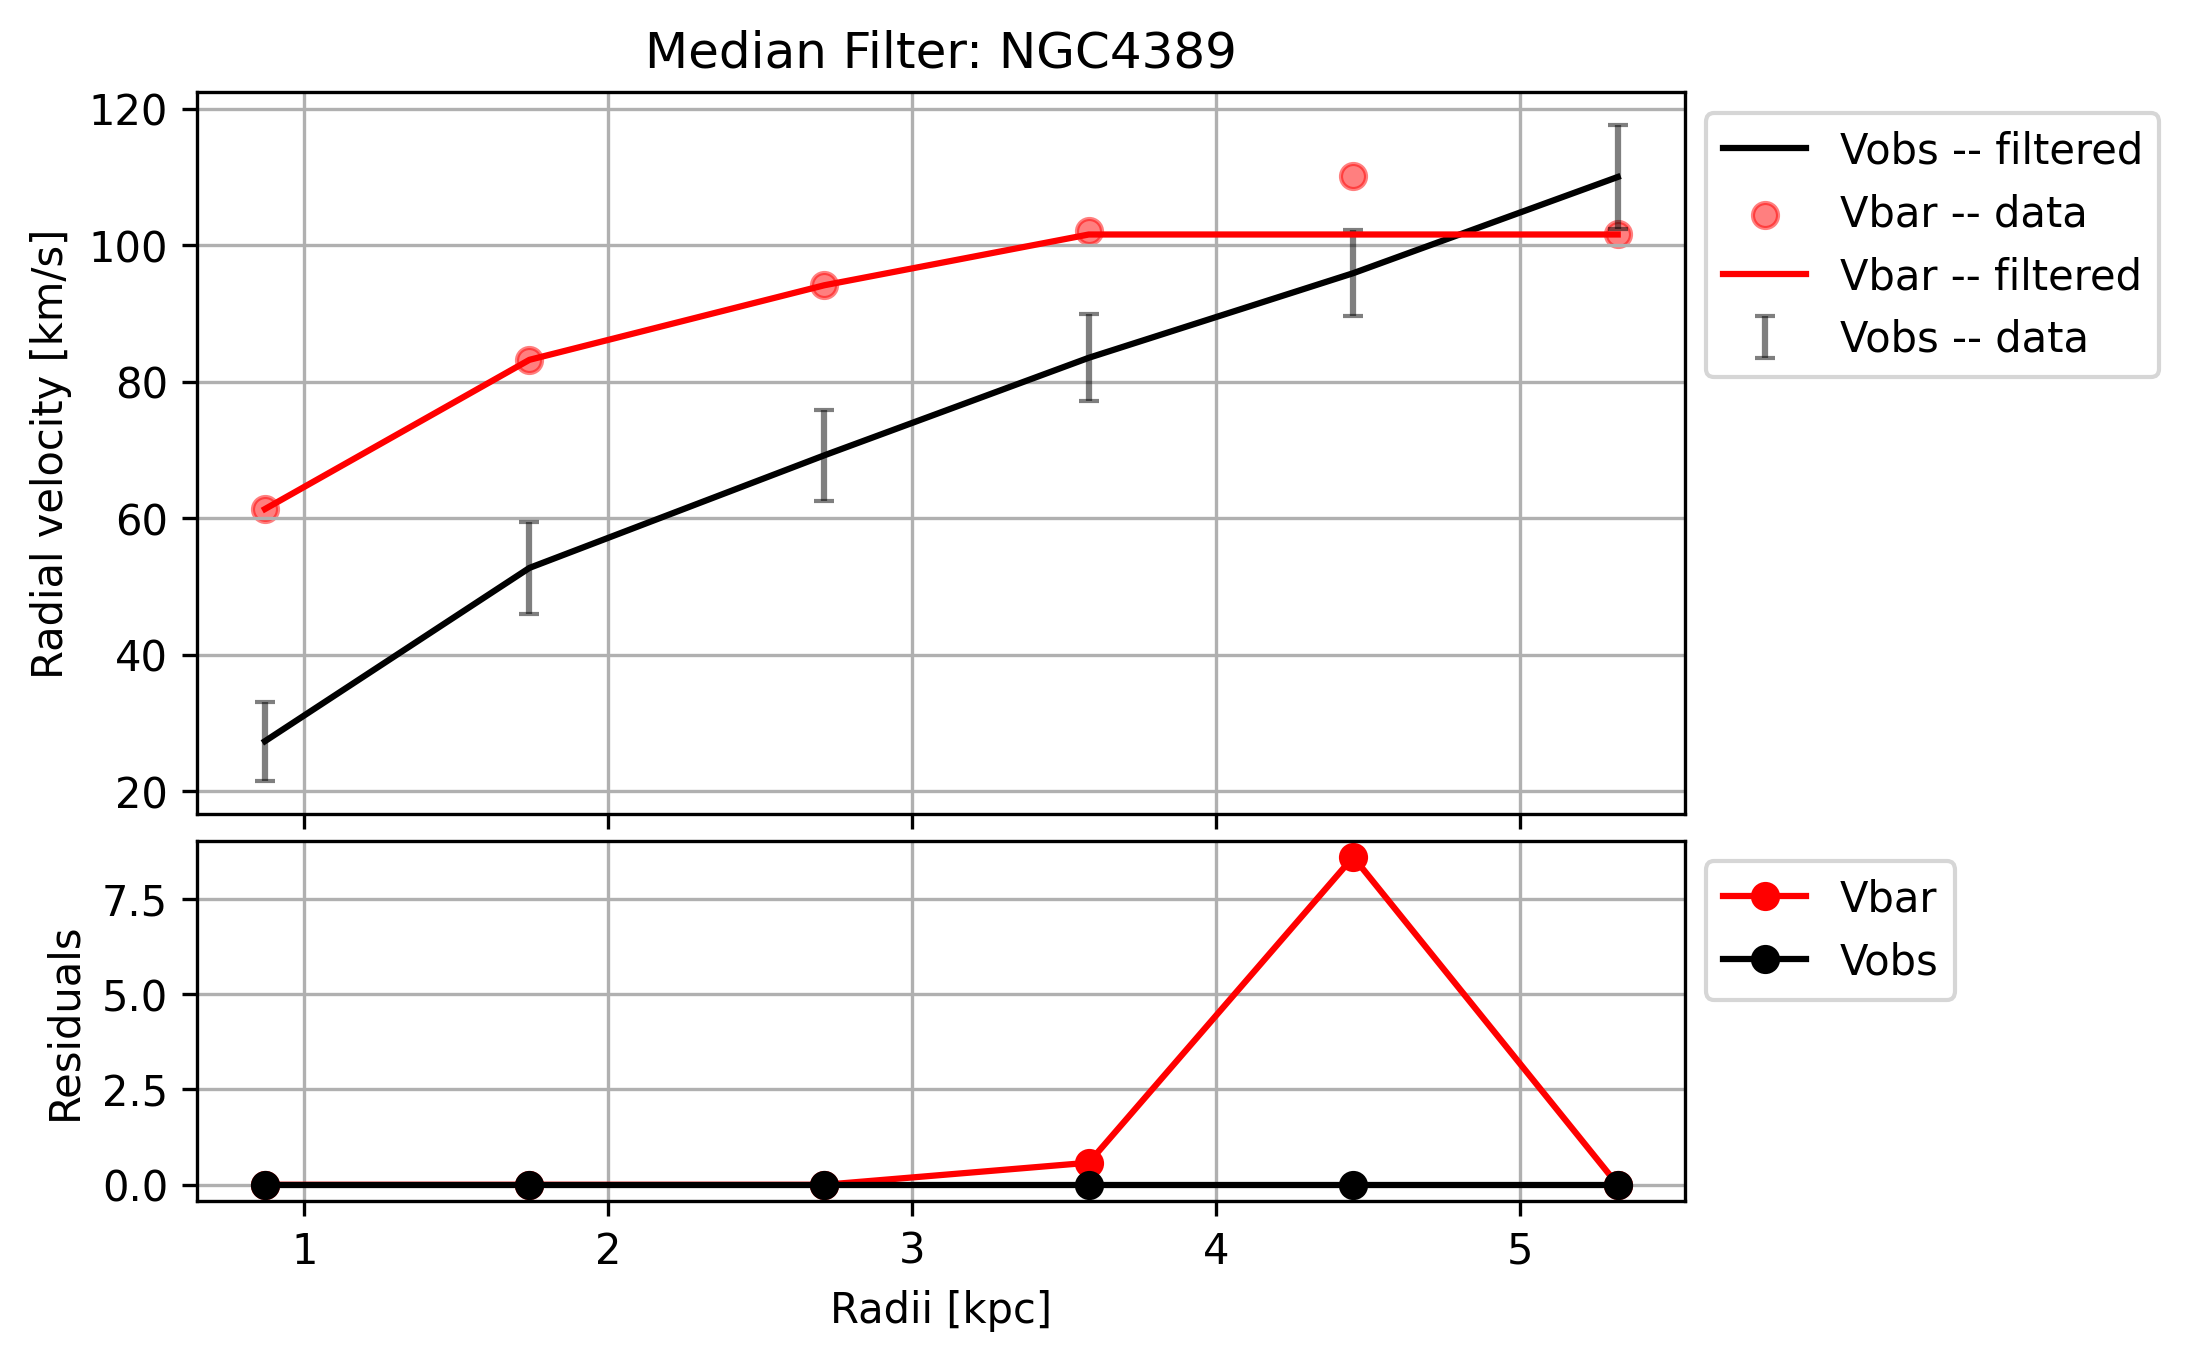 Median Filter: NGC4389
Radial velocity [km/s]
120
100
80
60
40
20
Vobs -- filtered
Vbar -- data
Vbar -- filtered
Vobs -- data
Residuals
7.5
5.0
2.5
0.0
Vbar
Vobs
1 2 3 4 5
Radii [kpc]